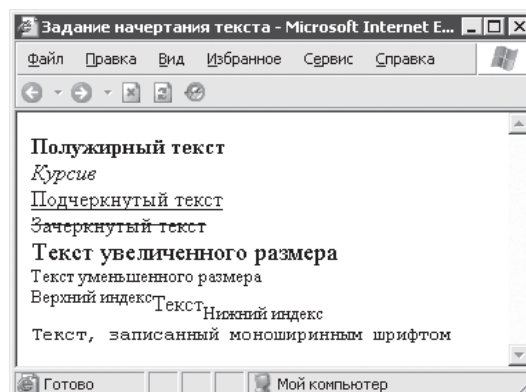 Задание начертания текста - Microsoft Internet E...
Файл Правка Вид Избранное Сервис Справка
Полужирный текст
Курсив
Подчеркнутый текст
Зачеркнутый текст
Текст увеличенного размера
Текст уменьшенного размера
Верхний индексТекстНижний индекс
Текст, записанный моноширинным шрифтом
Готово Мой компьютер